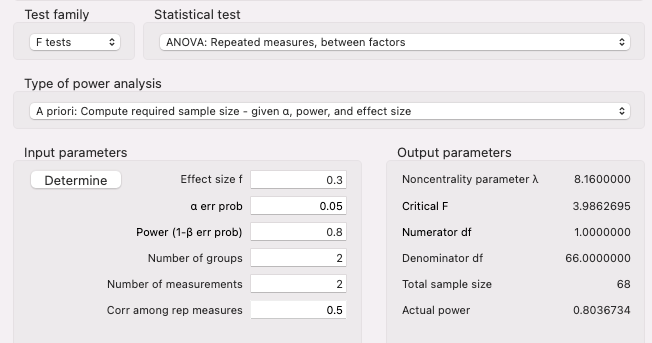 Test family Statistical test
F tests ANOVA: Repeated measures, between factors
Type of power analysis
A priori: Compute required sample size - given α, power, and effect size
Input parameters Output parameters
Determine Effect size f 0.3 Noncentrality parameter λ 8.1600000
α err prob 0.05 Critical F 3.9862695
Power (1-β err prob) 0.8 Numerator df 1.0000000
Number of groups 2 Denominator df 66.0000000
Number of measurements 2 Total sample size 68
Corr among rep measures 0.5 Actual power 0.8036734